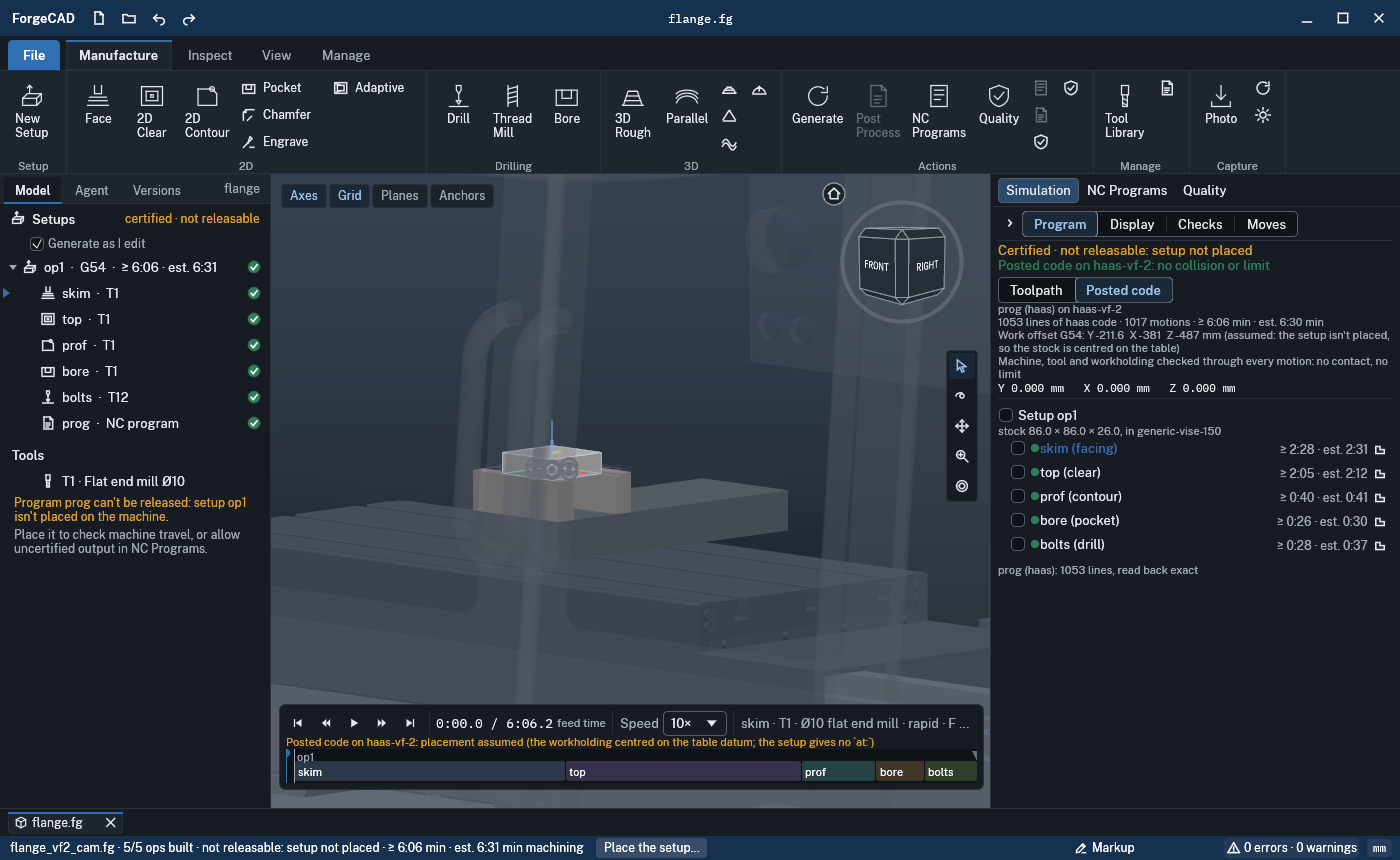 ForgeCAD
flange.fg
File
Manufacture
Inspect
View
Manage
New Setup
Face
2D Clear
2D Contour
Pocket
Chamfer
Engrave
Adaptive
Drill
Thread Mill
Bore
3D Rough
Parallel
Generate
Post Process
NC Programs
Quality
Tool Library
Photo
Setup
2D
Drilling
3D
Actions
Manage
Capture
Model
Agent
Versions
flange
Setups
certified · not releasable
Generate as I edit
op1 · G54 · ≥ 6:06 · est. 6:31
skim · T1
top · T1
prof · T1
bore · T1
bolts · T12
prog · NC program
Tools
T1 · Flat end mill Ø10
Program prog can't be released: setup op1
isn't placed on the machine.
Place it to check machine travel, or allow
uncertified output in NC Programs.
Axes
Grid
Planes
Anchors
FRONT
RIGHT
0:00.0 / 6:06.2 feed time
Speed
10×
skim · T1 · Ø10 flat end mill · rapid · F ...
Posted code on haas-vf-2: placement assumed (the workholding centred on the table datum; the setup gives no `at:`)
op1
skim
top
prof
bore
bolts
Simulation
NC Programs
Quality
Program
Display
Checks
Moves
Certified · not releasable: setup not placed
Posted code on haas-vf-2: no collision or limit
Toolpath
Posted code
prog (haas) on haas-vf-2
1053 lines of haas code · 1017 motions · ≥ 6:06 min · est. 6:30 min
Work offset G54: Y -211.6 X -381 Z -487 mm (assumed: the setup isn't placed,
so the stock is centred on the table)
Machine, tool and workholding checked through every motion: no contact, no
limit
Y 0.000 mm X 0.000 mm Z 0.000 mm
Setup op1
stock 86.0 × 86.0 × 26.0, in generic-vise-150
skim (facing) ≥ 2:28 · est. 2:31
top (clear) ≥ 2:05 · est. 2:12
prof (contour) ≥ 0:40 · est. 0:41
bore (pocket) ≥ 0:26 · est. 0:30
bolts (drill) ≥ 0:28 · est. 0:37
prog (haas): 1053 lines, read back exact
flange.fg
flange_vf2_cam.fg · 5/5 ops built · not releasable: setup not placed · ≥ 6:06 min · est. 6:31 min machining
Place the setup...
Markup
0 errors · 0 warnings
mm